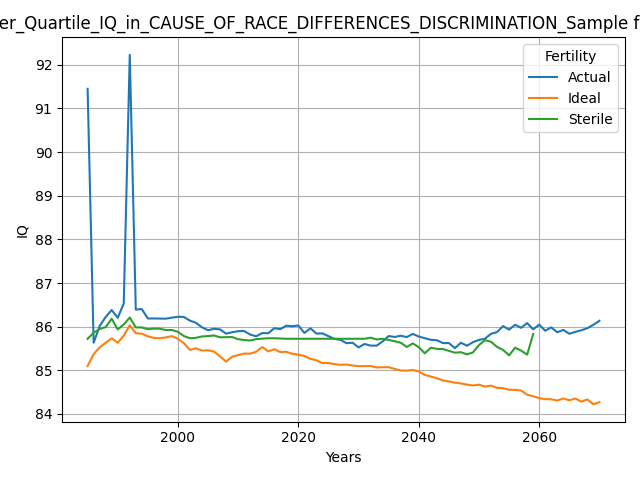 er_Quartile_IQ_in_CAUSE_OF_RACE_DIFFERENCES_DISCRIMINATION_Sample f
Fertility
Actual
Ideal
Sterile
92
91
90
89
88
87
86
85
84
IQ
2000 2020 2040 2060
Years